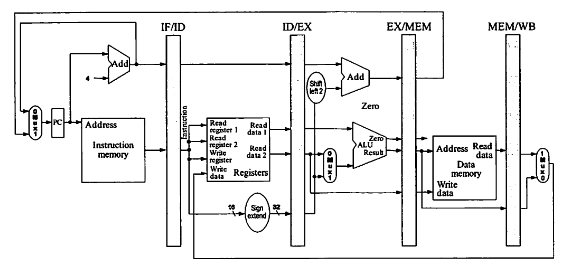 IF/ID
ID/EX
EX/MEM
MEM/WB
Add
4
Add
Shift
left 2
Zero
0
M
u
x
1
PC
Address
Instruction
memory
Instruction
Read
register 1
Read
data 1
Read
register 2
Read
data 2
Write
register
Write
data
Registers
0
M
u
x
1
Zero
ALU
Result
Address
Read
data
Data
memory
Write
data
1
M
u
x
0
16
Sign
extend
32